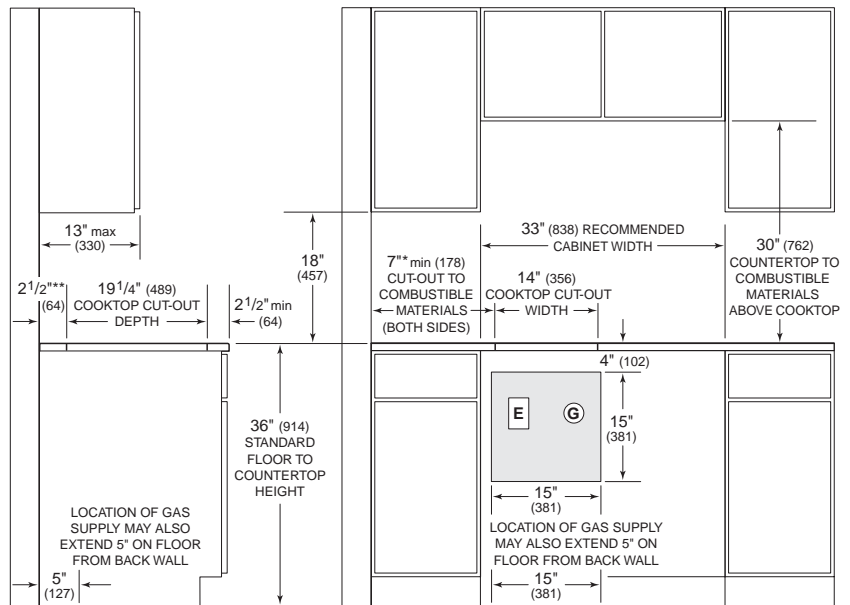 13" max
(330)
2 1/2"**
(64)
19 1/4" (489)
COOKTOP CUT-OUT
DEPTH
2 1/2" min
(64)
18"
(457)
36" (914)
STANDARD
FLOOR TO
COUNTERTOP
HEIGHT
LOCATION OF GAS
SUPPLY MAY ALSO
EXTEND 5" ON FLOOR
FROM BACK WALL
5"
(127)
33" (838) RECOMMENDED
CABINET WIDTH
7"* min (178)
CUT-OUT TO
COMBUSTIBLE
MATERIALS
(BOTH SIDES)
14" (356)
COOKTOP CUT-OUT
WIDTH
30" (762)
COUNTERTOP TO
COMBUSTIBLE
MATERIALS
ABOVE COOKTOP
4" (102)
E
G
15"
(381)
15"
(381)
LOCATION OF GAS SUPPLY
MAY ALSO EXTEND 5" ON
FLOOR FROM BACK WALL
15"
(381)